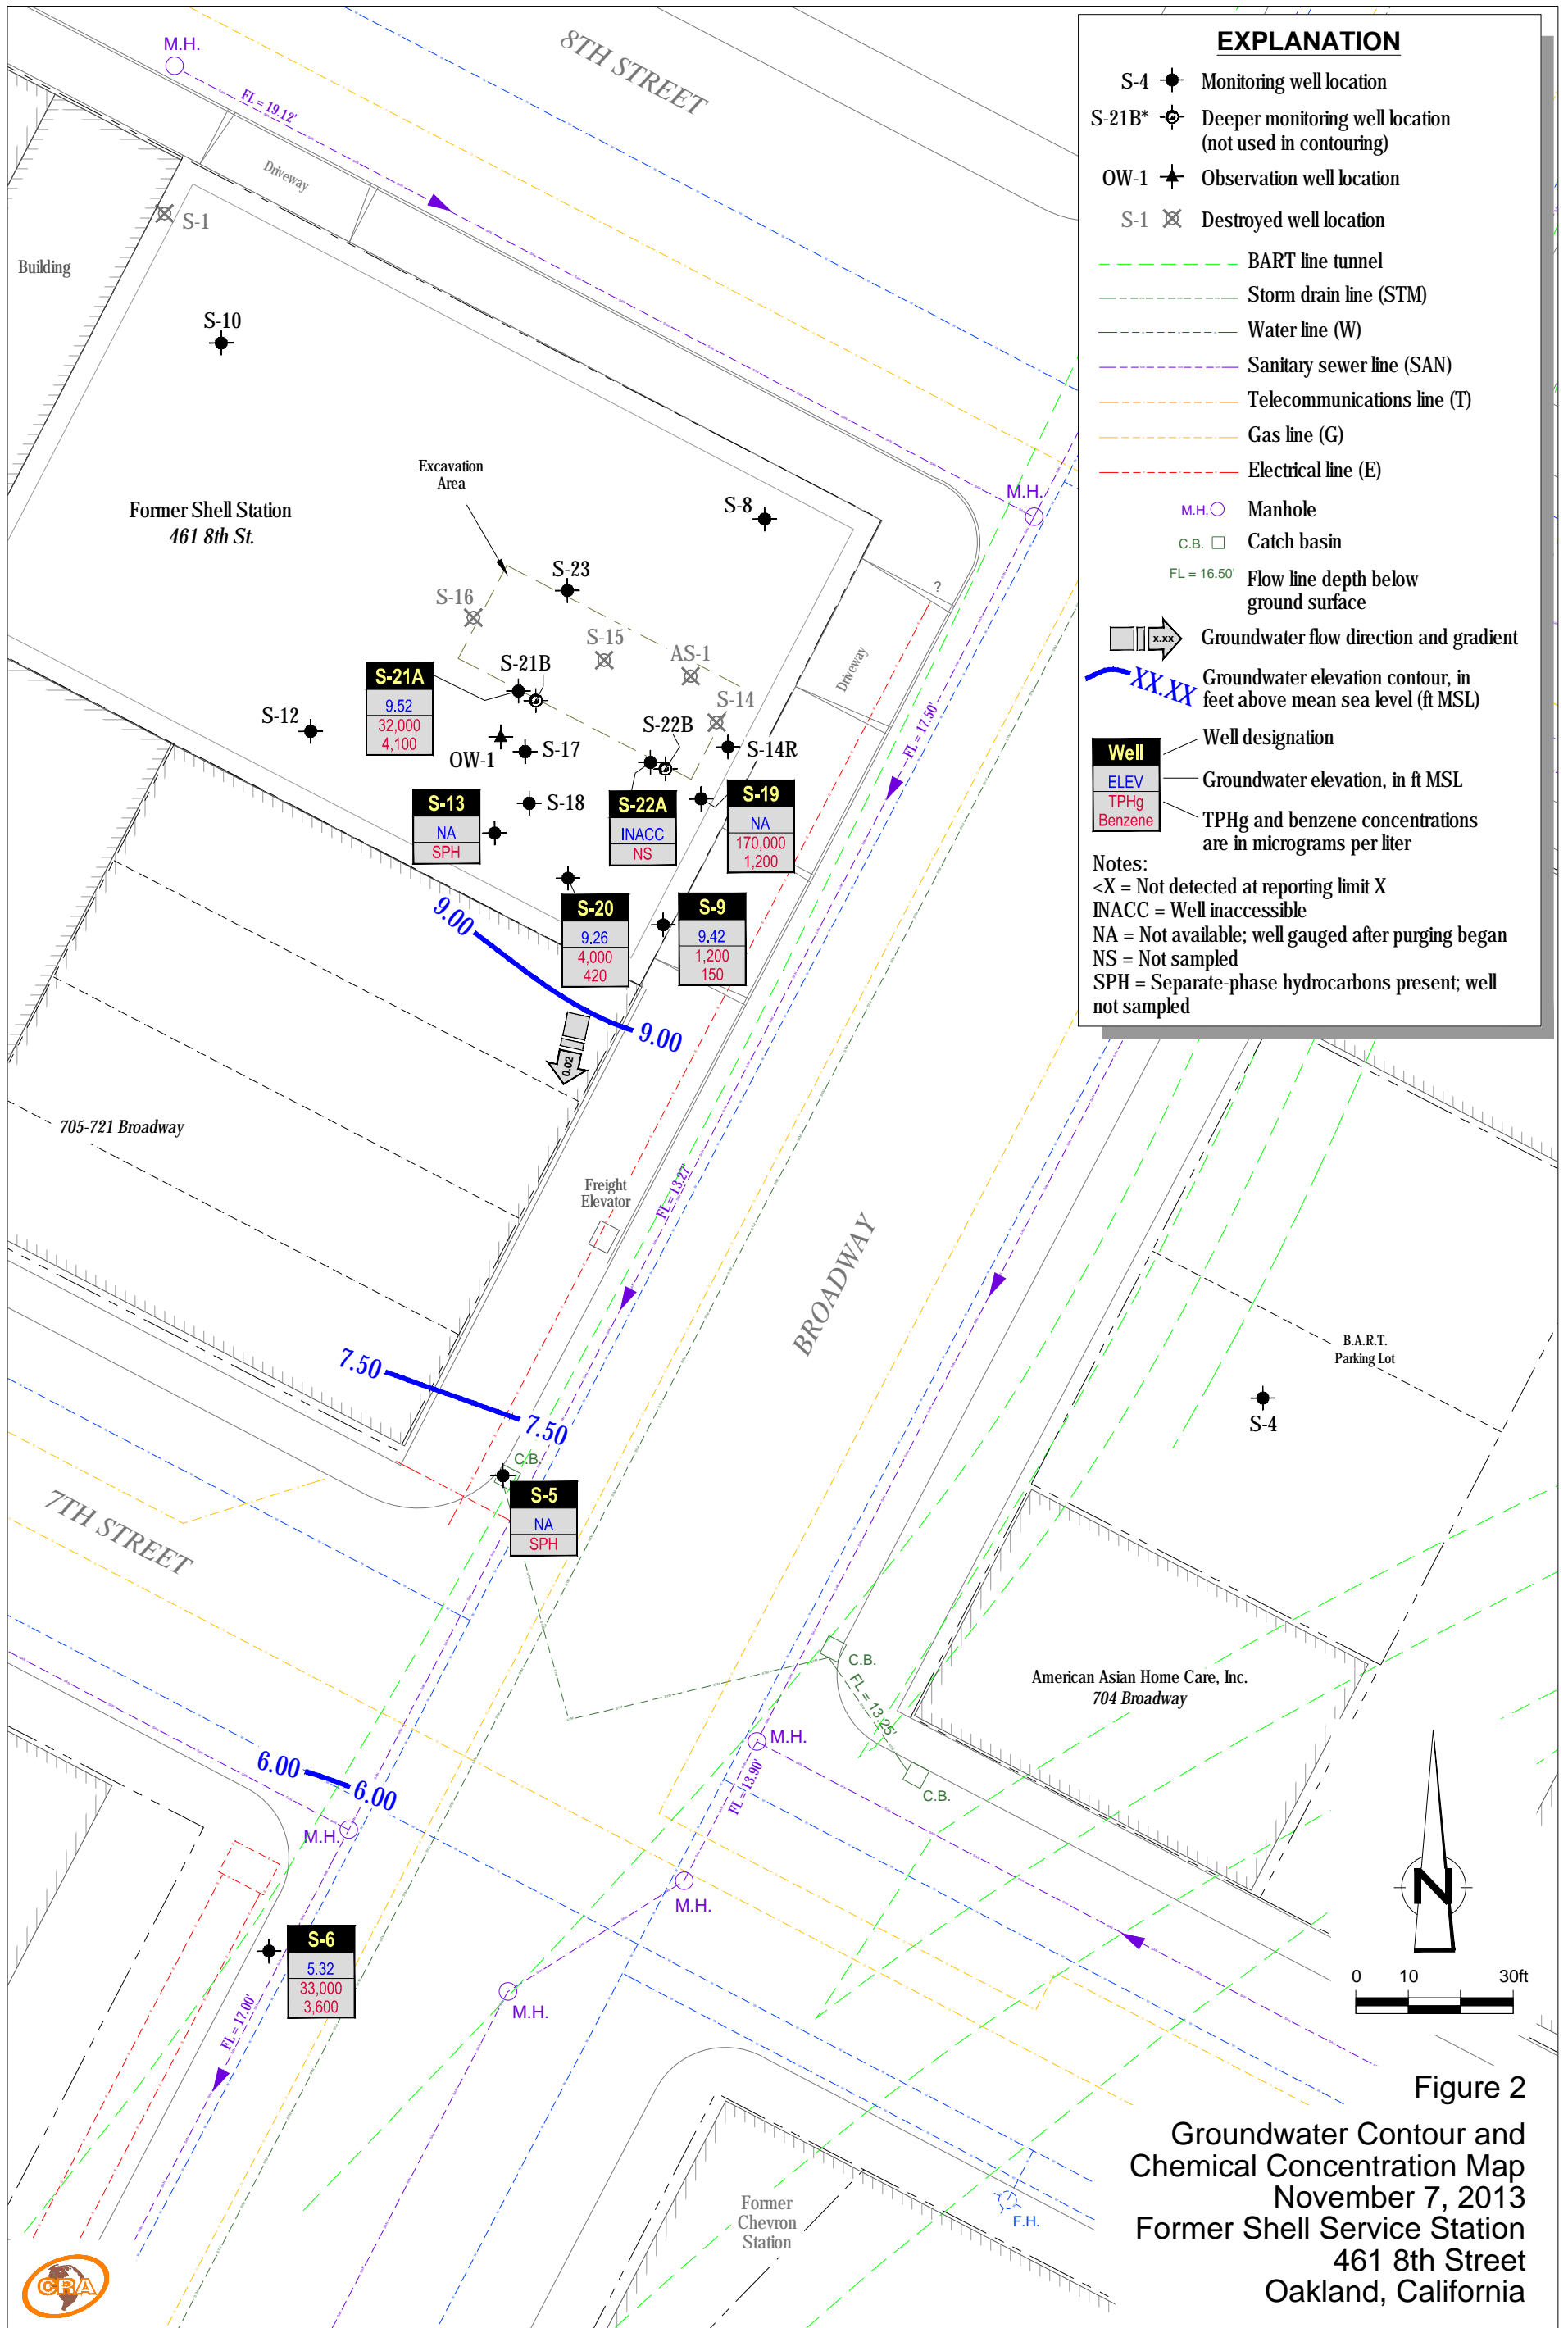 M.H.
FL = 19.12'
8TH STREET
Driveway
S-1
Building
S-10
Former Shell Station
461 8th St.
Excavation
Area
S-8
M.H.
S-23
S-16
S-15
AS-1
S-14
?
Driveway
FL = 17.50'
S-21A
9.52
32,000
4,100
S-21B
S-12
OW-1
S-17
S-22B
S-14R
S-18
S-13
NA
SPH
S-22A
INACC
NS
S-19
NA
170,000
1,200
S-20
9.26
4,000
420
S-9
9.42
1,200
150
9.00
9.00
0.02
705-721 Broadway
Freight
Elevator
FL = 13.27'
BROADWAY
7.50
7.50
C.B.
S-5
NA
SPH
7TH STREET
B.A.R.T.
Parking Lot
S-4
C.B.
FL = 13.25'
C.B.
American Asian Home Care, Inc.
704 Broadway
M.H.
FL = 13.90'
6.00
6.00
M.H.
M.H.
M.H.
S-6
5.32
33,000
3,600
FL = 17.00'
Former
Chevron
Station
F.H.
CRA
EXPLANATION
S-4 Monitoring well location
S-21B* Deeper monitoring well location
(not used in contouring)
OW-1 Observation well location
S-1 Destroyed well location
BART line tunnel
Storm drain line (STM)
Water line (W)
Sanitary sewer line (SAN)
Telecommunications line (T)
Gas line (G)
Electrical line (E)
M.H. Manhole
C.B. Catch basin
FL = 16.50' Flow line depth below
ground surface
x.xx Groundwater flow direction and gradient
XX.XX Groundwater elevation contour, in
feet above mean sea level (ft MSL)
Well Well designation
ELEV Groundwater elevation, in ft MSL
TPHg
Benzene
TPHg and benzene concentrations
are in micrograms per liter
Notes:
<X = Not detected at reporting limit X
INACC = Well inaccessible
NA = Not available; well gauged after purging began
NS = Not sampled
SPH = Separate-phase hydrocarbons present; well
not sampled
N
0 10 30ft
Figure 2
Groundwater Contour and
Chemical Concentration Map
November 7, 2013
Former Shell Service Station
461 8th Street
Oakland, California